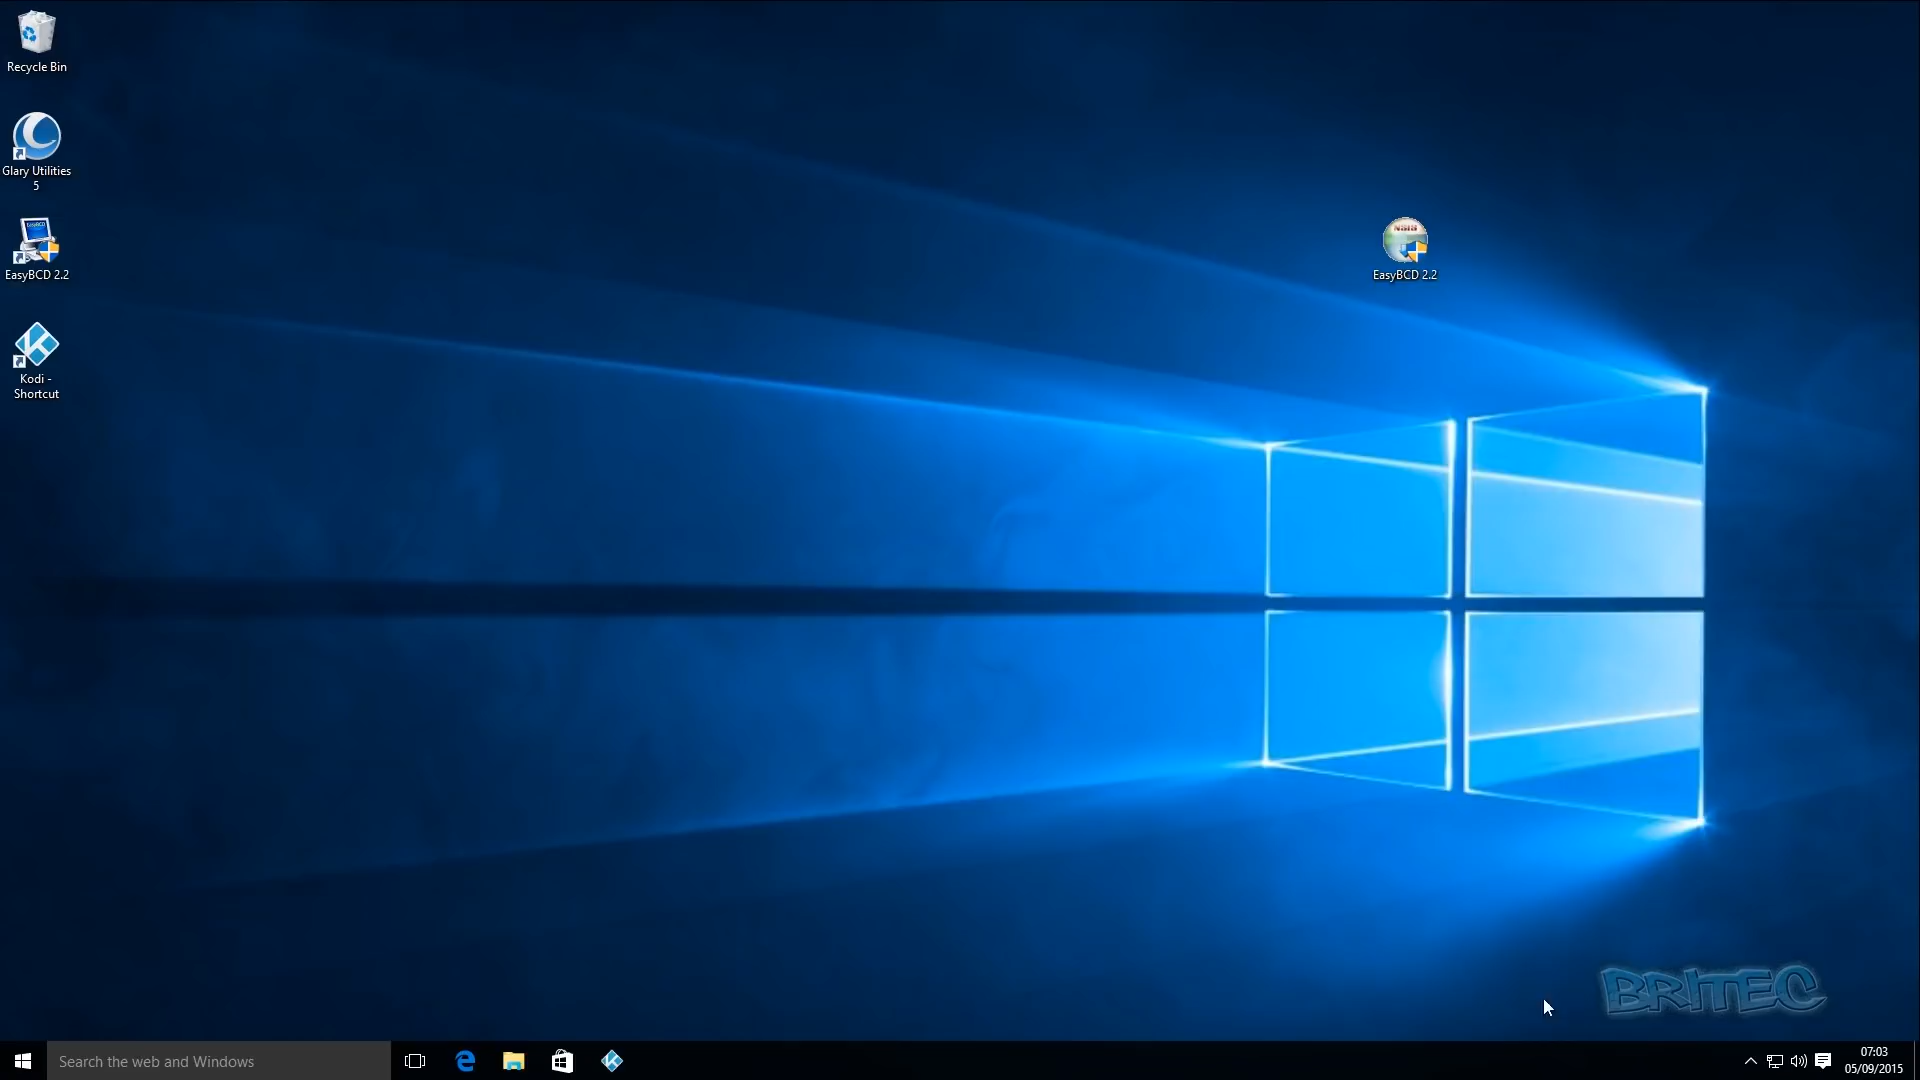 Recycle Bin
Glary Utilities
5
EasyBCD 2.2
Kodi -
Shortcut
NSIS
EasyBCD 2.2
BRITEC
Search the web and Windows
07:03
05/09/2015